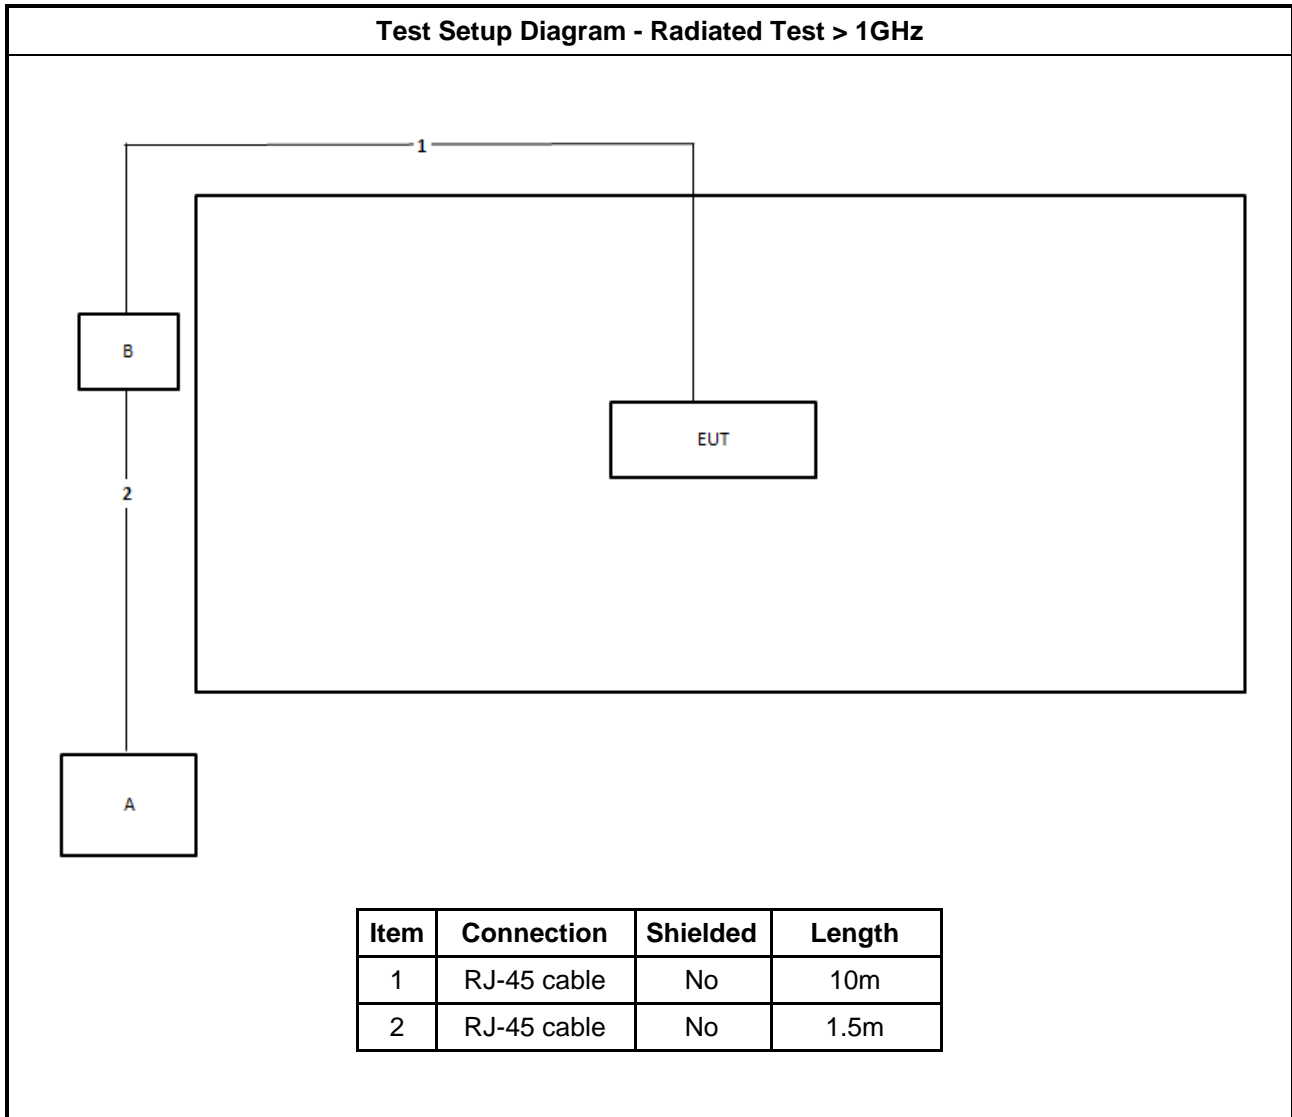 Test Setup Diagram - Radiated Test > 1GHz
1
B
EUT
2
A
Item Connection Shielded Length
1 RJ-45 cable No 10m
2 RJ-45 cable No 1.5m